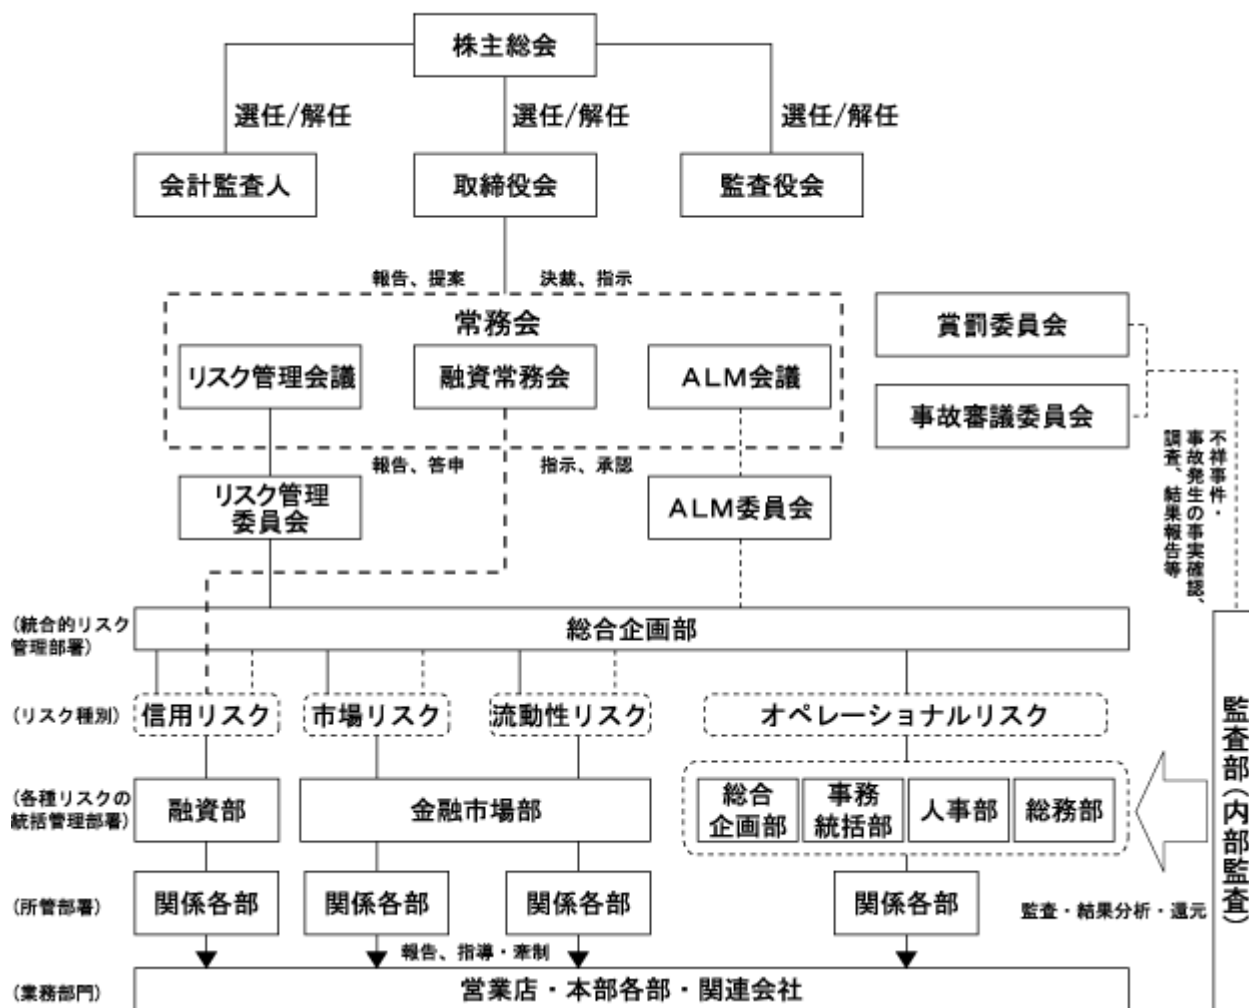 株主総会
選任/解任
選任/解任
選任/解任
会計監査人
取締役会
監査役会
報告、提案
決裁、指示
常務会
リスク管理会議
融資常務会
ALM会議
賞罰委員会
事故審議委員会
報告、答申
指示、承認
リスク管理
委員会
ALM委員会
不祥事件・
事故発生の事実確認、
調査、結果報告等
(統合的リスク
管理部署)
総合企画部
(リスク種別)
信用リスク
市場リスク
流動性リスク
オペレーショナルリスク
(各種リスクの
統括管理部署)
融資部
金融市場部
総合
企画部
事務
統括部
人事部
総務部
監査部(内部監査)
(所管部署)
関係各部
関係各部
関係各部
関係各部
監査・結果分析・還元
報告、指導・牽制
(業務部門)
営業店・本部各部・関連会社